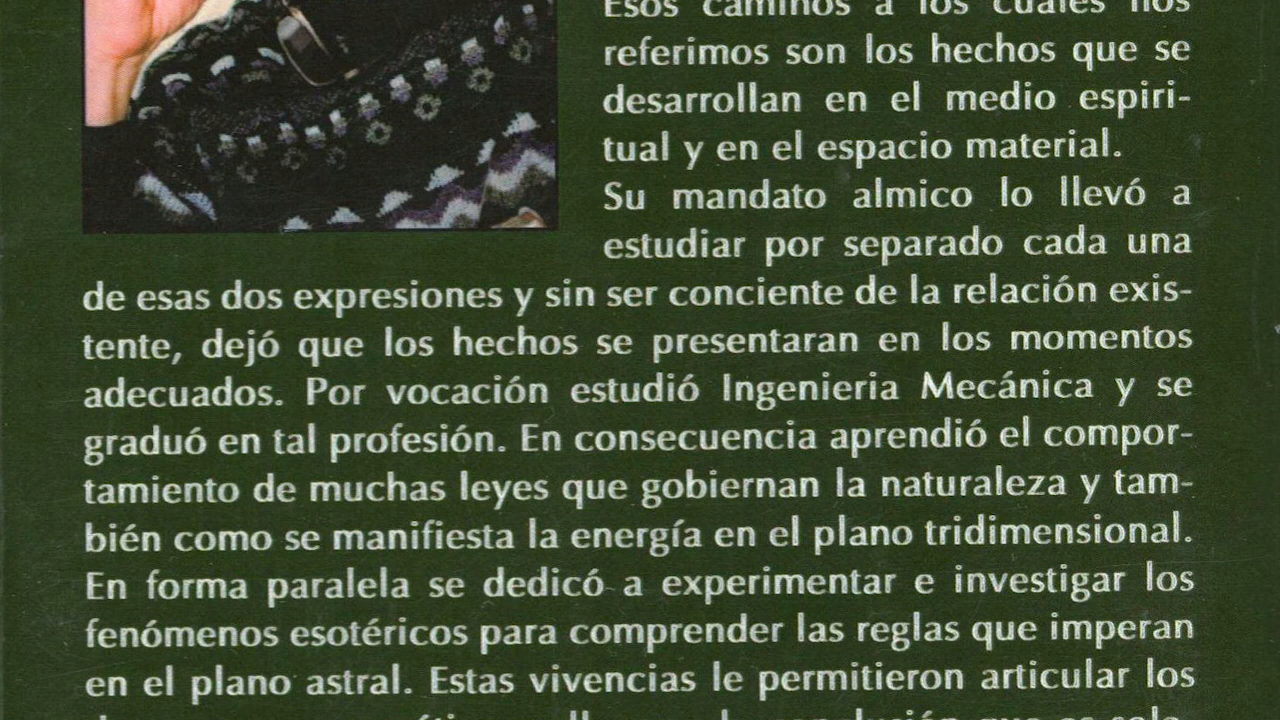 Esos caminos a los cuales nos
referimos son los hechos que se
desarrollan en el medio espiri-
tual y en el espacio material.
Su mandato almico lo llevó a
estudiar por separado cada una
de esas dos expresiones y sin ser conciente de la relación exis-
tente, dejó que los hechos se presentaran en los momentos
adecuados. Por vocación estudió Ingenieria Mecánica y se
graduó en tal profesión. En consecuencia aprendió el compor-
tamiento de muchas leyes que gobiernan la naturaleza y tam-
bién como se manifiesta la energía en el plano tridimensional.
En forma paralela se dedicó a experimentar e investigar los
fenómenos esotéricos para comprender las reglas que imperan
en el plano astral. Estas vivencias le permitieron articular los